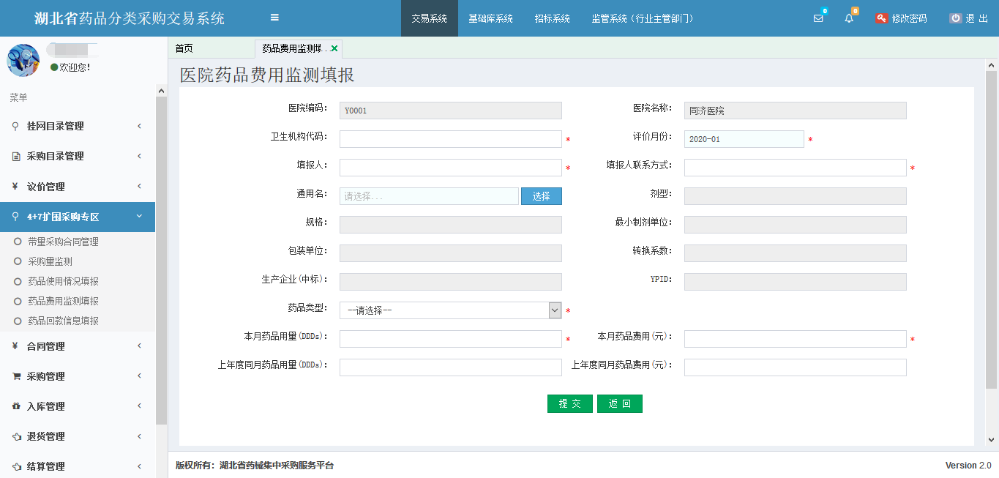 湖北省药品分类采购交易系统
交易系统 基础库系统 招标系统 监管系统（行业主管部门） 0 0 修改密码 退 出
欢迎您！
菜单
挂网目录管理
采购目录管理
议价管理
4+7扩围采购专区
带量采购合同管理
采购量监测
药品使用情况填报
药品费用监测填报
药品回款信息填报
合同管理
采购管理
入库管理
退货管理
结算管理
首页 药品费用监测填...
医院药品费用监测填报
医院编码： Y0001 医院名称： 同济医院
卫生机构代码： * 评价月份： 2020-01 *
填报人： * 填报人联系方式： *
通用名： 请选择... 选择 剂型：
规格： 最小制剂单位：
包装单位： 转换系数：
生产企业(中标)： YPID：
药品类型： --请选择-- *
本月药品用量(DDDs)： * 本月药品费用(元)： *
上年度同月药品用量(DDDs)： 上年度同月药品费用(元)：
提 交 返 回
版权所有：湖北省药械集中采购服务平台 Version 2.0